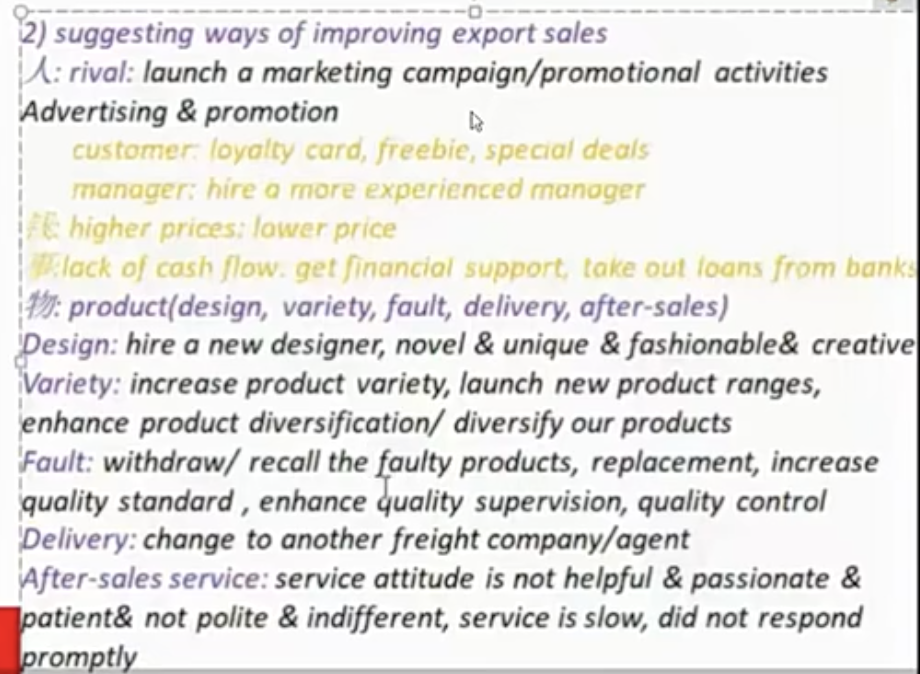 2) suggesting ways of improving export sales
人: rival: launch a marketing campaign/promotional activities
Advertising & promotion
customer: loyalty card, freebie, special deals
manager: hire a more experienced manager
钱: higher prices: lower price
事:lack of cash flow: get financial support, take out loans from banks
物: product(design, variety, fault, delivery, after-sales)
Design: hire a new designer, novel & unique & fashionable& creative
Variety: increase product variety, launch new product ranges,
enhance product diversification/ diversify our products
Fault: withdraw/ recall the faulty products, replacement, increase
quality standard , enhance quality supervision, quality control
Delivery: change to another freight company/agent
After-sales service: service attitude is not helpful & passionate &
patient& not polite & indifferent, service is slow, did not respond
promptly